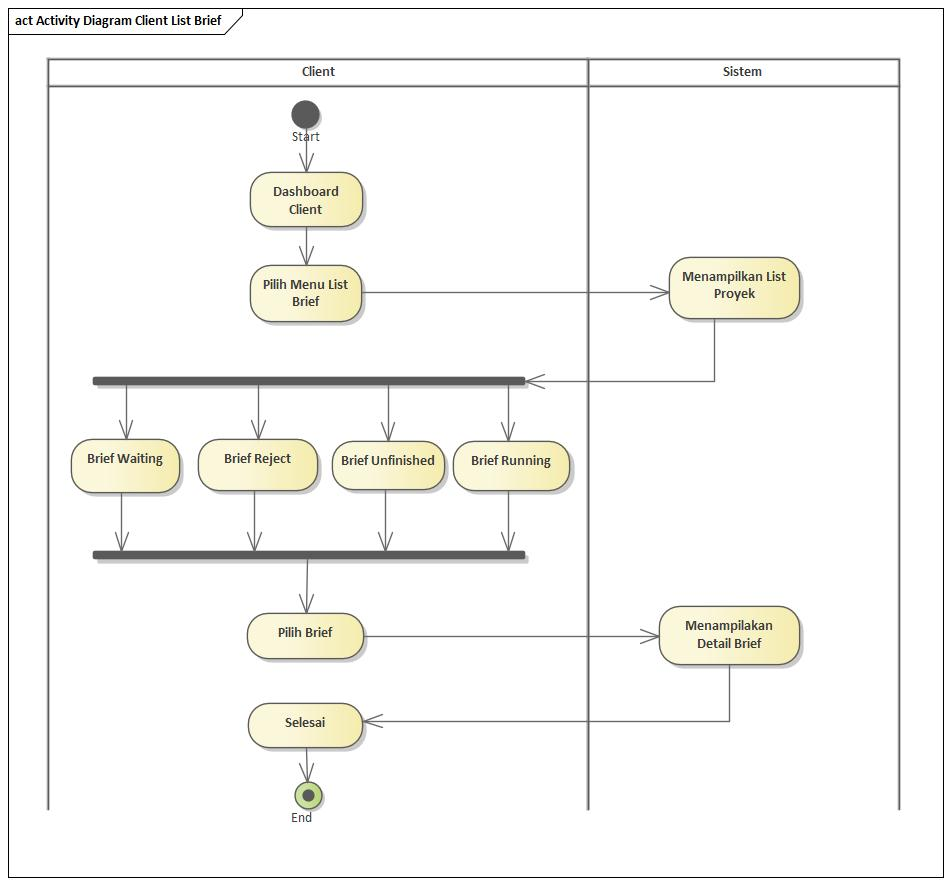 act Activity Diagram Client List Brief
Client
Sistem
Start
Dashboard
Client
Pilih Menu List
Brief
Menampilkan List
Proyek
Brief Waiting
Brief Reject
Brief Unfinished
Brief Running
Pilih Brief
Menampilakan
Detail Brief
Selesai
End